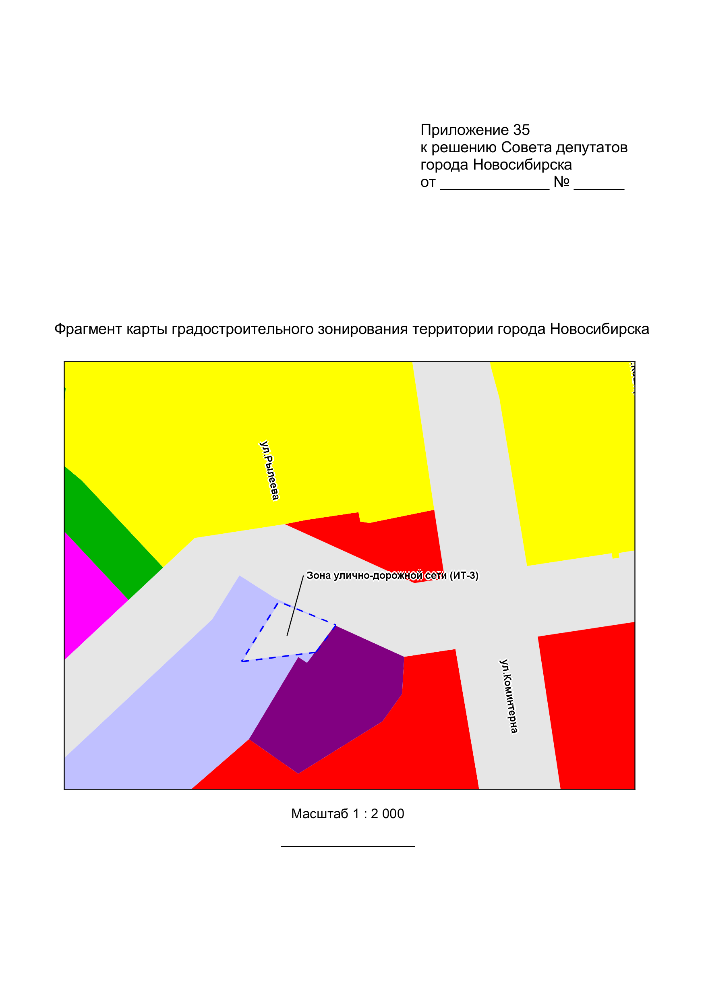 Приложение 35
к решению Совета депутатов
города Новосибирска
от _____________ № ______
Фрагмент карты градостроительного зонирования территории города Новосибирска
ул.Рылеева
Зона улично-дорожной сети (ИТ-3)
ул.Коминтерна
Масштаб 1 : 2 000